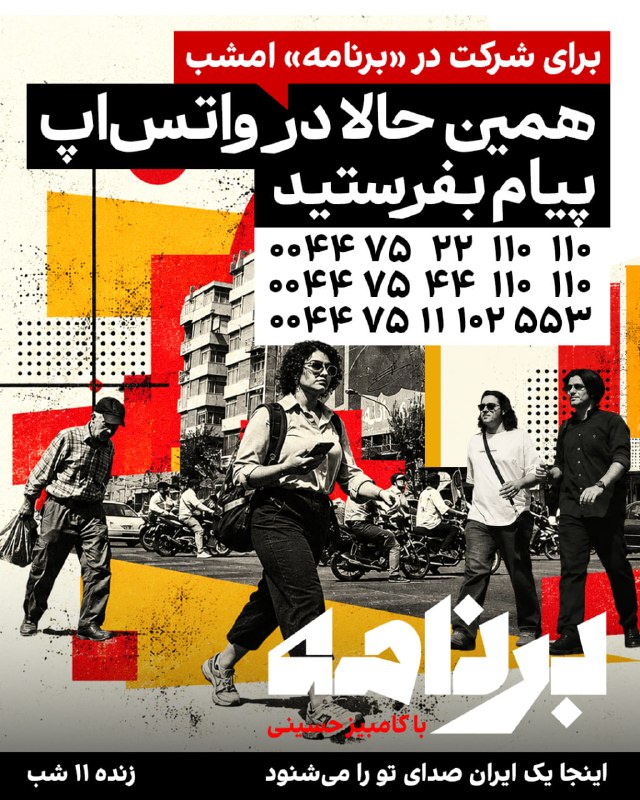 برای شرکت در «برنامه» امشب
همین حالا در واتس‌اپ
پیام بفرستید
۰۰۴۴ ۷۵ ۲۲ ۱۱۰ ۱۱۰
۰۰۴۴ ۷۵ ۴۴ ۱۱۰ ۱۱۰
۰۰۴۴ ۷۵ ۱۱ ۱۰۲ ۵۵۳
برنامه
با کامبیز حسینی
اینجا یک ایران صدای تو را می‌شنود
زنده ۱۱ شب